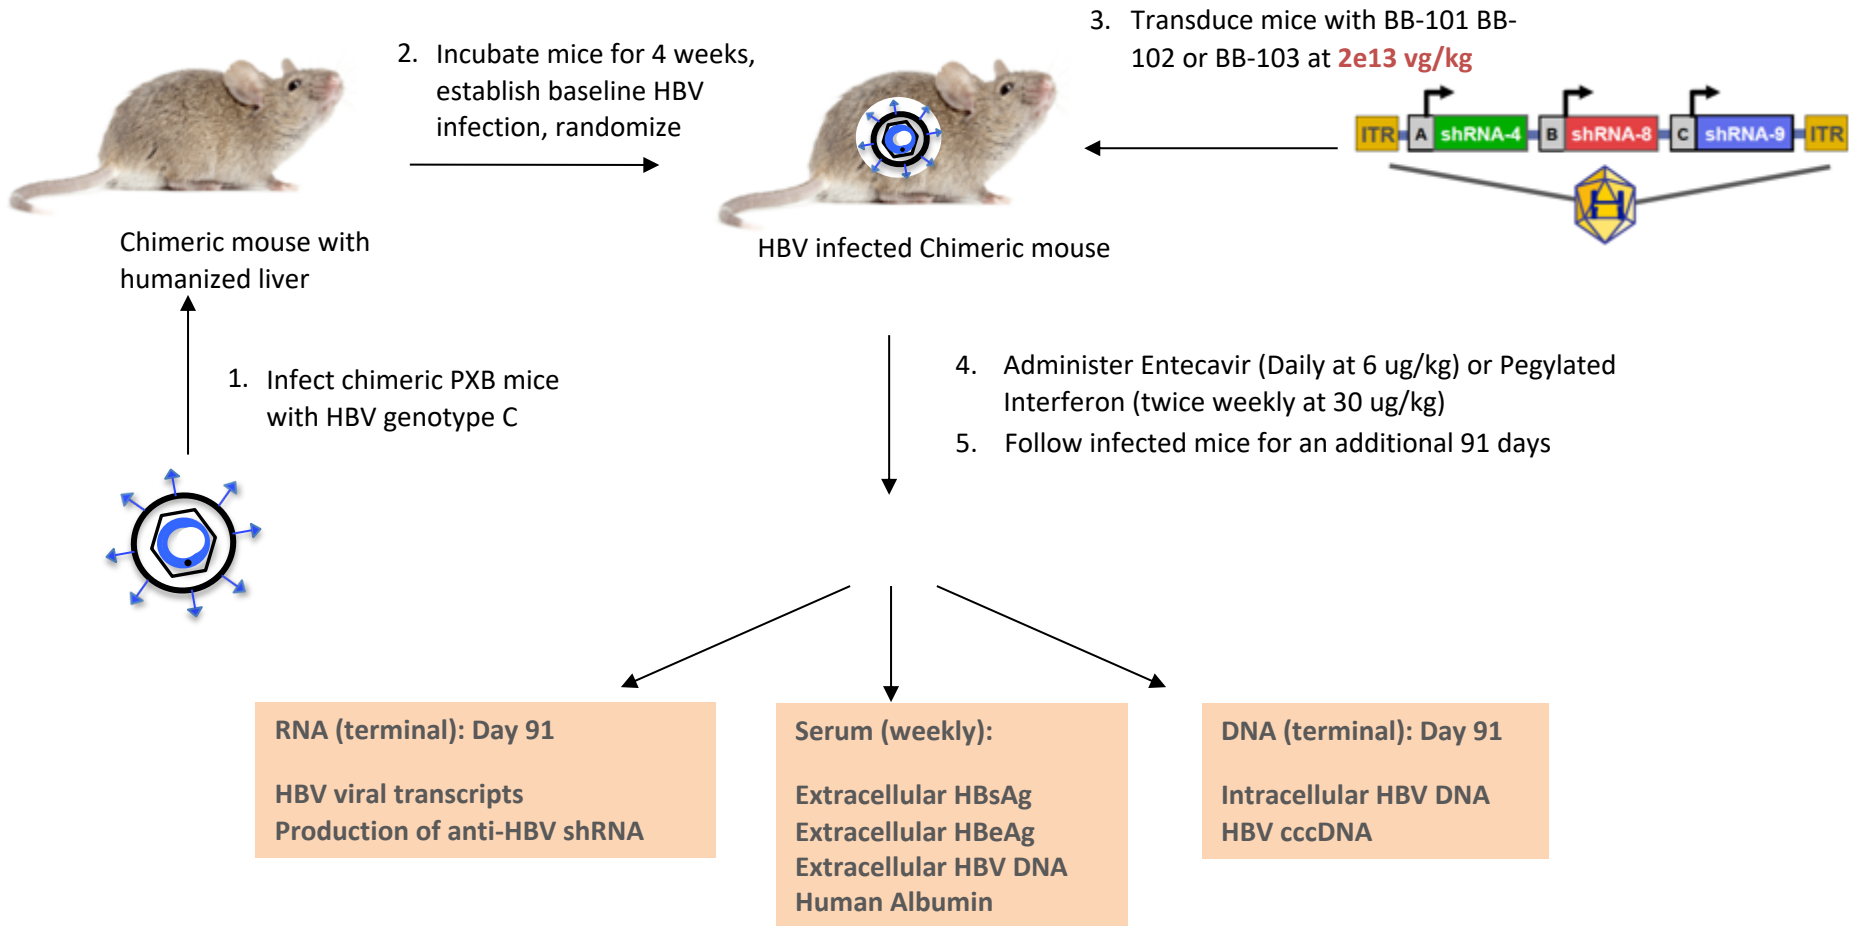 2. Incubate mice for 4 weeks,
establish baseline HBV
infection, randomize
3. Transduce mice with BB-101 BB-
102 or BB-103 at 2e13 vg/kg
ITR A shRNA-4 B shRNA-8 C shRNA-9 ITR
H
Chimeric mouse with
humanized liver
HBV infected Chimeric mouse
1. Infect chimeric PXB mice
with HBV genotype C
4. Administer Entecavir (Daily at 6 ug/kg) or Pegylated
Interferon (twice weekly at 30 ug/kg)
5. Follow infected mice for an additional 91 days
RNA (terminal): Day 91
HBV viral transcripts
Production of anti-HBV shRNA
Serum (weekly):
Extracellular HBsAg
Extracellular HBeAg
Extracellular HBV DNA
Human Albumin
DNA (terminal): Day 91
Intracellular HBV DNA
HBV cccDNA